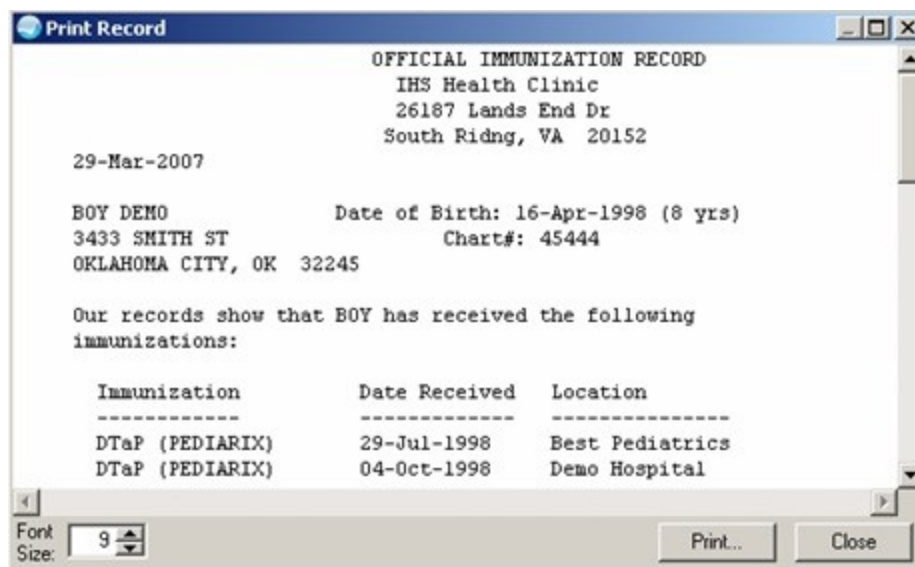 Print Record
OFFICIAL IMMUNIZATION RECORD
IHS Health Clinic
26187 Lands End Dr
South Ridng, VA 20152
29-Mar-2007
BOY DEMO Date of Birth: 16-Apr-1998 (8 yrs)
3433 SMITH ST Chart#: 45444
OKLAHOMA CITY, OK 32245
Our records show that BOY has received the following
immunizations:
Immunization Date Received Location
------------ ------------- ---------------
DTaP (PEDIARIX) 29-Jul-1998 Best Pediatrics
DTaP (PEDIARIX) 04-Oct-1998 Demo Hospital
Font
Size: 9 Print... Close